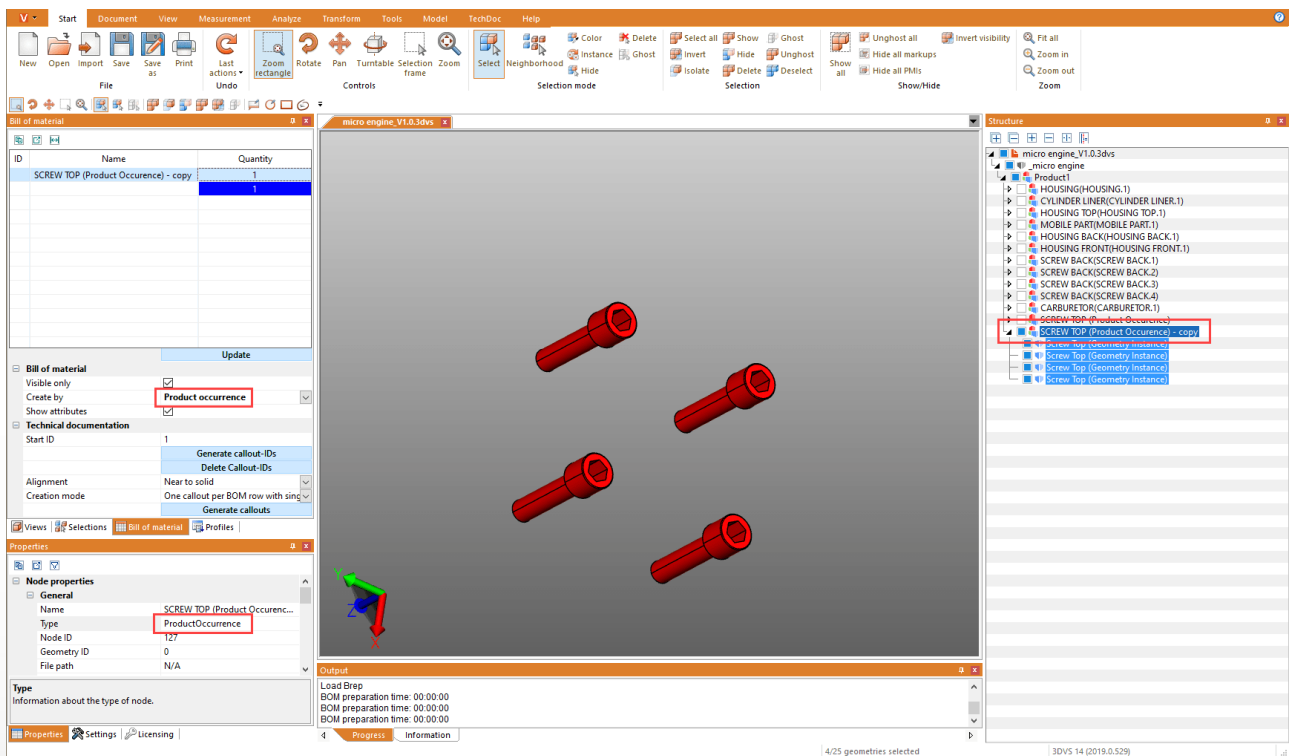 V Start Document View Measurement Analyze Transform Tools Model TechDoc Help
New Open Import Save Save as Print
Last actions
Zoom rectangle Rotate Pan Turntable Selection frame Zoom
Select Neighborhood
Color Delete
Instance Ghost
Hide
Select all Show Ghost
Invert Hide Unghost
Isolate Delete Deselect
Show all
Unghost all Invert visibility
Hide all markups
Hide all PMIs
Fit all
Zoom in
Zoom out
File Undo Controls Selection mode Selection Show/Hide Zoom
Bill of material
ID Name Quantity
SCREW TOP (Product Occurence) - copy 1
1
Update
Bill of material
Visible only
Create by Product occurrence
Show attributes
Technical documentation
Start ID 1
Generate callout-IDs
Delete Callout-IDs
Alignment Near to solid
Creation mode One callout per BOM row with sing
Generate callouts
Views Selections Bill of material Profiles
Properties
Node properties
General
Name SCREW TOP (Product Occurenc...
Type ProductOccurrence
Node ID 127
Geometry ID 0
File path N/A
Type
Information about the type of node.
Properties Settings Licensing
micro engine_V1.0.3dvs
Y
Z
X
Output
Load Brep
BOM preparation time: 00:00:00
BOM preparation time: 00:00:00
BOM preparation time: 00:00:00
Progress Information
Structure
micro engine_V1.0.3dvs
_micro engine
Product1
HOUSING(HOUSING.1)
CYLINDER LINER(CYLINDER LINER.1)
HOUSING TOP(HOUSING TOP.1)
MOBILE PART(MOBILE PART.1)
HOUSING BACK(HOUSING BACK.1)
HOUSING FRONT(HOUSING FRONT.1)
SCREW BACK(SCREW BACK.1)
SCREW BACK(SCREW BACK.2)
SCREW BACK(SCREW BACK.3)
SCREW BACK(SCREW BACK.4)
CARBURETOR(CARBURETOR.1)
SCREW TOP (Product Occurence)
SCREW TOP (Product Occurence) - copy
Screw Top (Geometry Instance)
Screw Top (Geometry Instance)
Screw Top (Geometry Instance)
Screw Top (Geometry Instance)
4/25 geometries selected
3DVS 14 (2019.0.529)